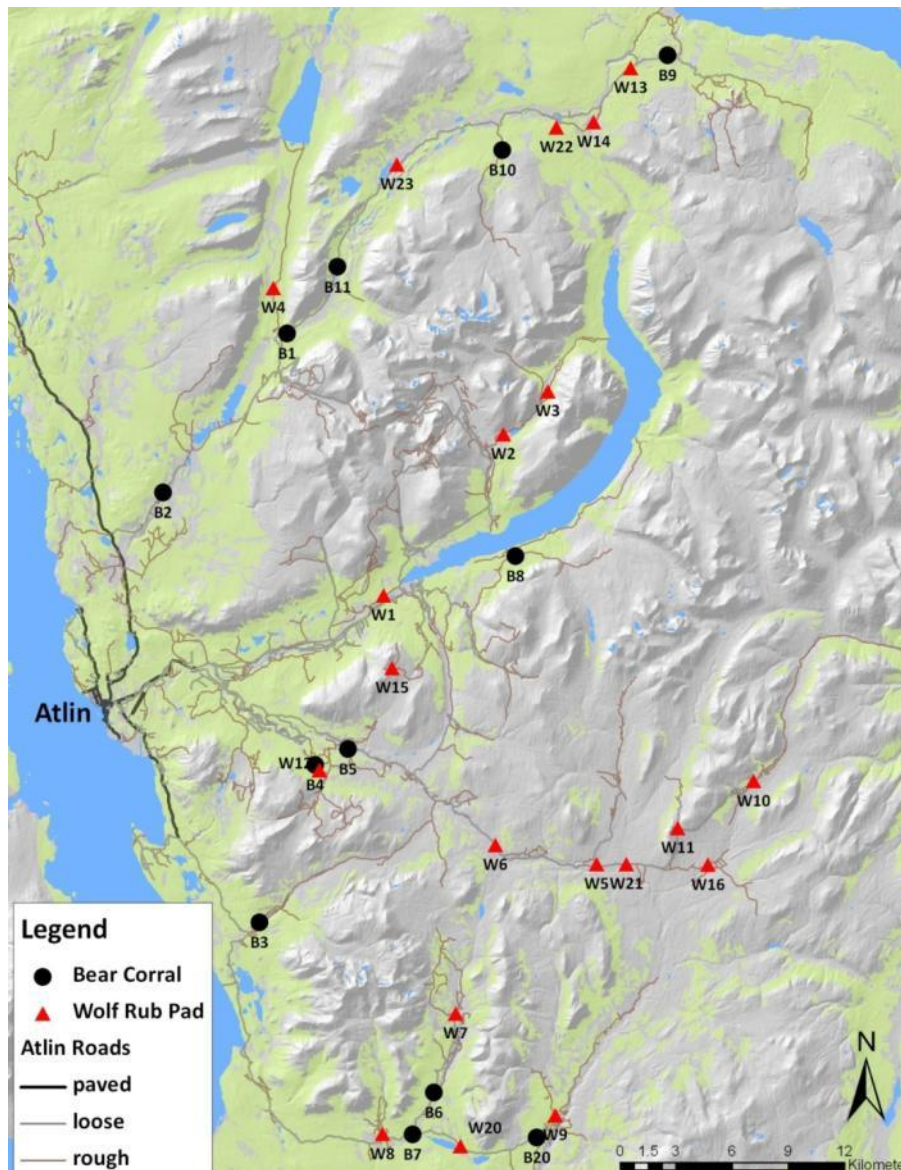 B9
W13
W14
W22
B10
W23
B11
W4
B1
W3
W2
B2
B8
W1
W15
Atlin
B5
W12
B4
W10
W11
W6
W5
W21
W16
B3
Legend
Bear Corral
Wolf Rub Pad
Atlin Roads
paved
loose
rough
W7
B6
N
W8
B7
W20
B20
W9
0 1.5 3 6 9 12
Kilomete